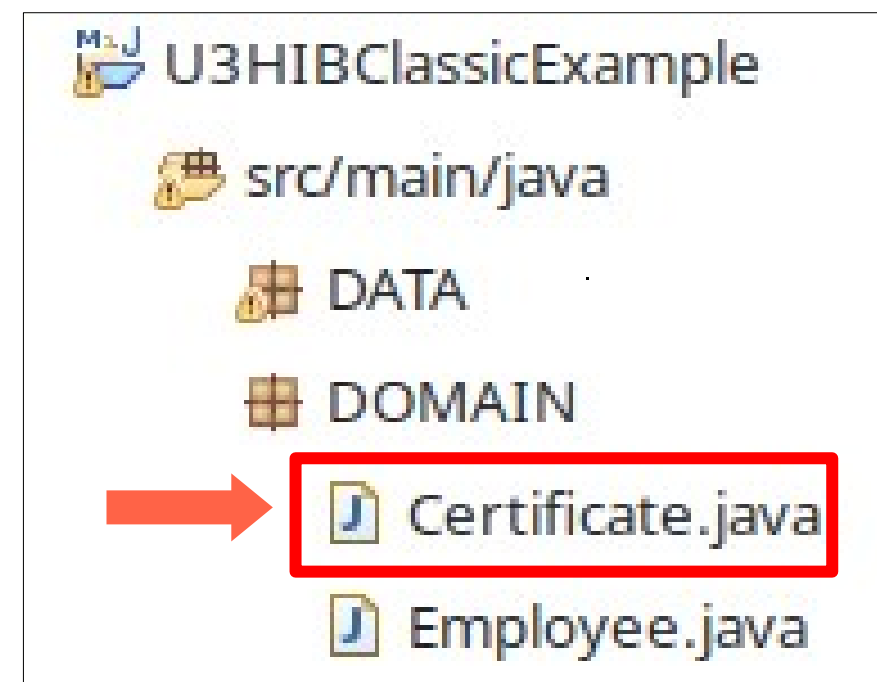 U3HIBClassicExample
src/main/java
DATA
DOMAIN
Certificate.java
Employee.java